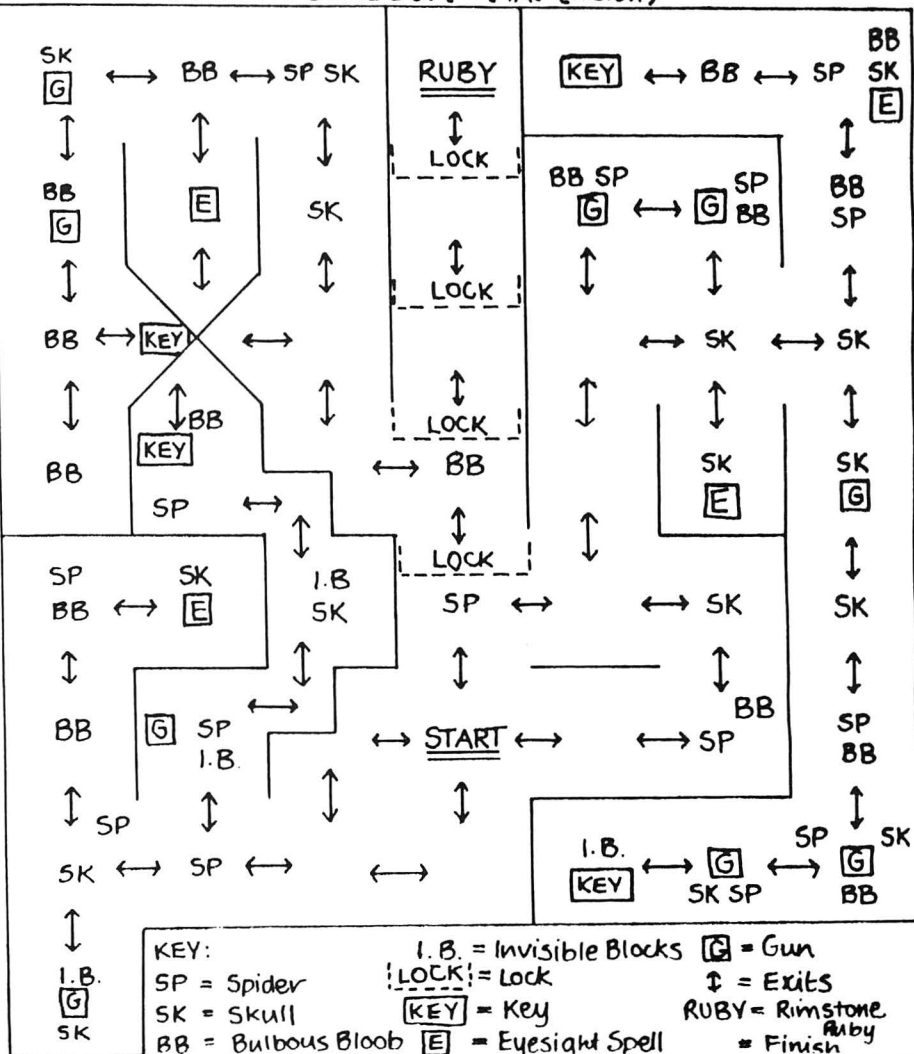 SK BB
G BB SP SK RUBY KEY BB SP SK
E
LOCK
BB BB SP SP BB
G E SK G G BB SP
LOCK
BB KEY SK SK
LOCK
BB
KEY
BB BB SK SK
SP E G
LOCK
SP SK I.B
BB E SK SP SK SK
BB
BB G SP START SP SP
I.B. BB
SP
I.B. SP SK
SK SP KEY G G
SK SP BB
I.B.
G
SK
KEY: I.B. = Invisible Blocks G = Gun
SP = Spider LOCK = Lock ↕ = Exits
SK = Skull KEY = Key RUBY = Rimstone Ruby
BB = Bulbous Bloob E = Eyesight Spell = Finish